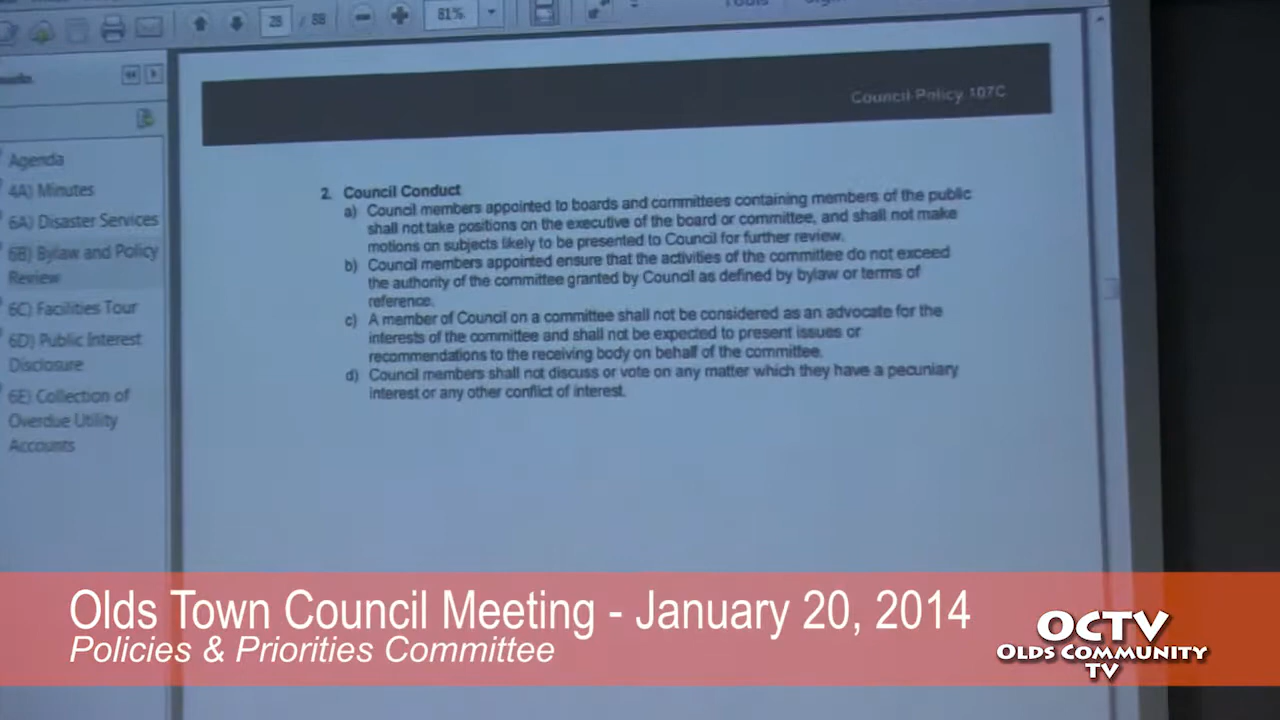 28 / 88
81%
Council Policy 107C
Agenda
4A) Minutes
6A) Disaster Services
6B) Bylaw and Policy
Review
6C) Facilities Tour
6D) Public Interest
Disclosure
6E) Collection of
Overdue Utility
Accounts
2. Council Conduct
a) Council members appointed to boards and committees containing members of the public
shall not take positions on the executive of the board or committee, and shall not make
motions on subjects likely to be presented to Council for further review.
b) Council members appointed ensure that the activities of the committee do not exceed
the authority of the committee granted by Council as defined by bylaw or terms of
reference.
c) A member of Council on a committee shall not be considered as an advocate for the
interests of the committee and shall not be expected to present issues or
recommendations to the receiving body on behalf of the committee.
d) Council members shall not discuss or vote on any matter which they have a pecuniary
interest or any other conflict of interest.
Olds Town Council Meeting - January 20, 2014
Policies & Priorities Committee
OCTV
OLDS COMMUNITY
TV